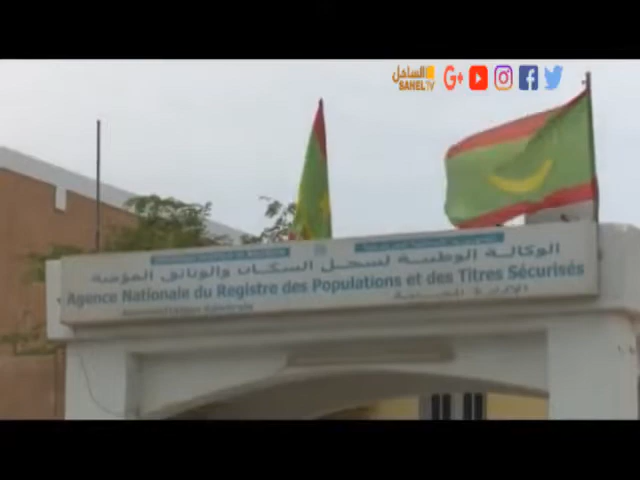 الساحل
SAHEL TV
الوكالة الوطنية لسجل السكان والوثائق المؤمنة
Agence Nationale du Registre des Populations et des Titres Sécurisés